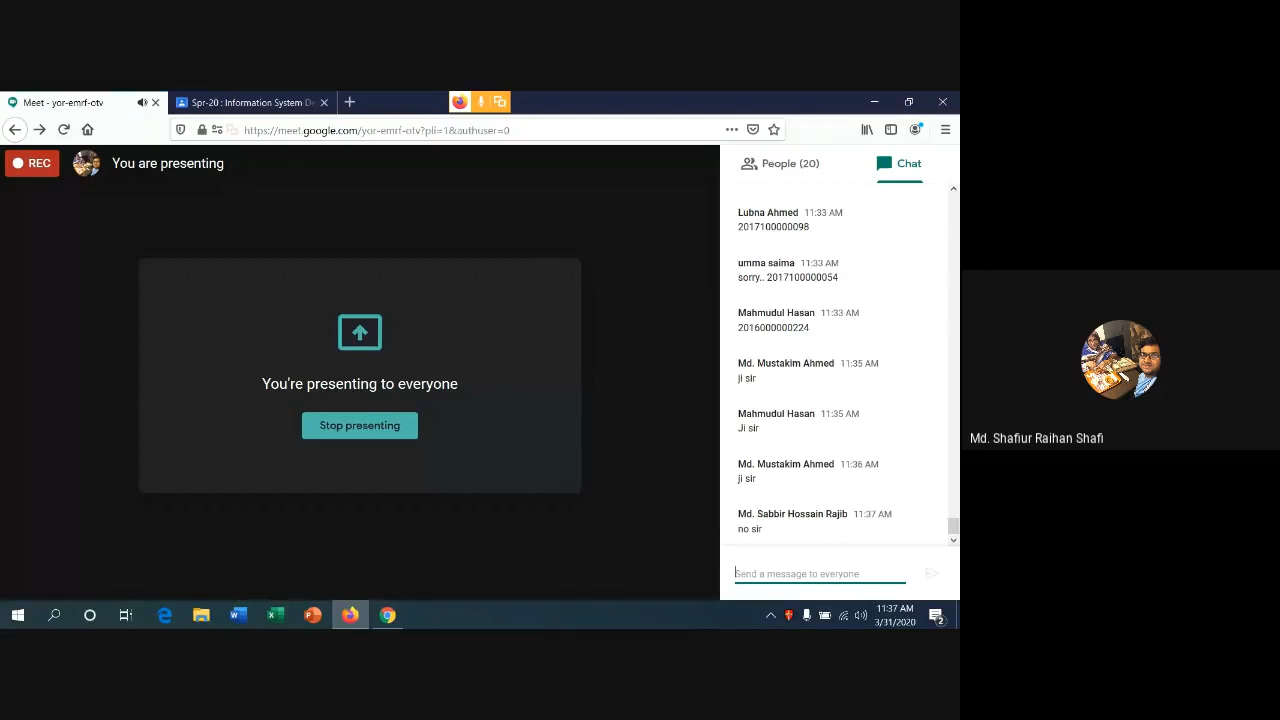 Meet - yor-emrf-otv
Spr-20 : Information System De
https://meet.google.com/yor-emrf-otv?pli=1&authuser=0
REC
You are presenting
People (20)
Chat
Lubna Ahmed 11:33 AM
2017100000098
umma saima 11:33 AM
sorry.. 2017100000054
Mahmudul Hasan 11:33 AM
2016000000224
Md. Mustakim Ahmed 11:35 AM
ji sir
Mahmudul Hasan 11:35 AM
Ji sir
Md. Mustakim Ahmed 11:36 AM
ji sir
Md. Sabbir Hossain Rajib 11:37 AM
no sir
You're presenting to everyone
Stop presenting
Send a message to everyone
Md. Shafiur Raihan Shafi
11:37 AM
3/31/2020
2